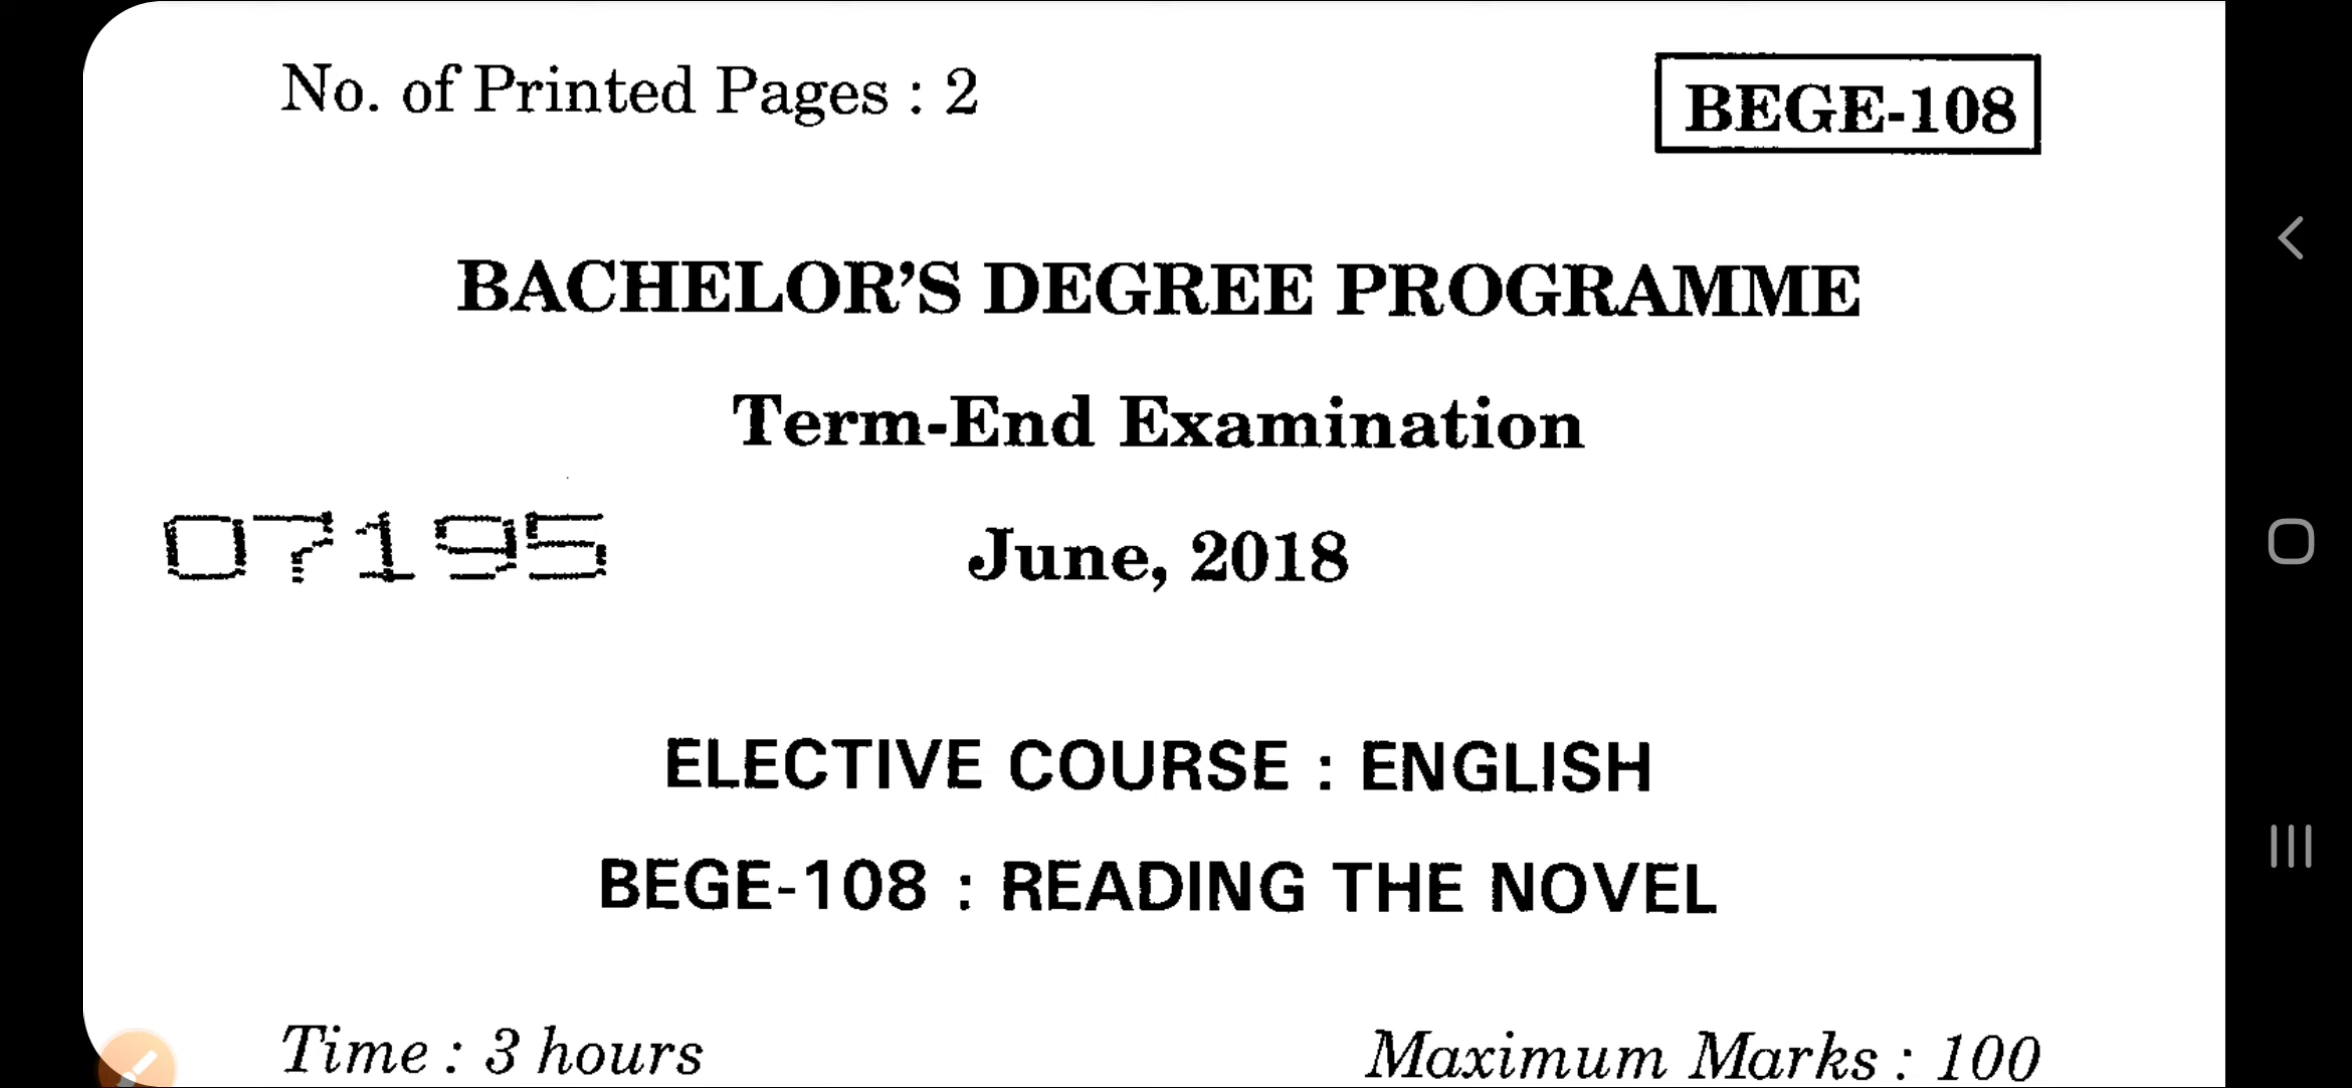 No. of Printed Pages : 2
BEGE-108
BACHELOR'S DEGREE PROGRAMME
Term-End Examination
07195
June, 2018
ELECTIVE COURSE : ENGLISH
BEGE-108 : READING THE NOVEL
Time : 3 hours
Maximum Marks : 100